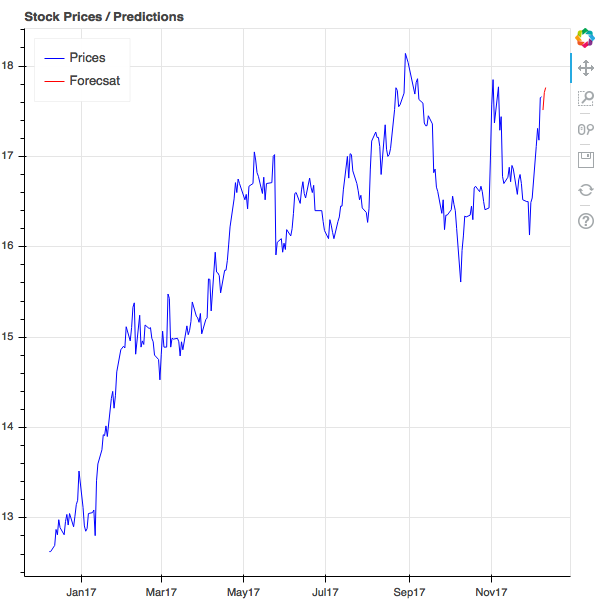 Stock Prices / Predictions
Prices
Forecsat
18
17
16
15
14
13
Jan17
Mar17
May17
Jul17
Sep17
Nov17